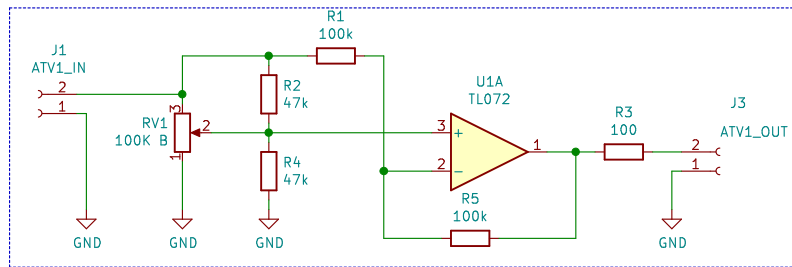 J1
ATV1_IN
2
1
RV1
100K B
3
2
1
GND
GND
R2
47k
R4
47k
GND
R1
100k
U1A
TL072
3
+
2
−
1
R5
100k
R3
100
J3
ATV1_OUT
2
1
GND